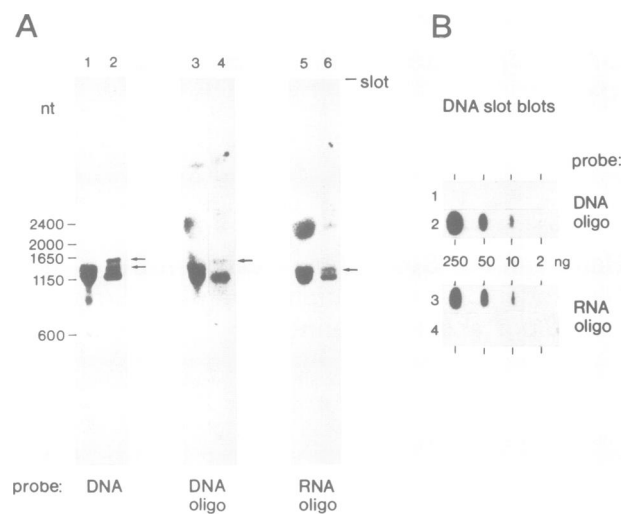 A
B
1 2 3 4 5 6
slot
nt
DNA slot blots
probe:
1
DNA
2
oligo
2400
2000
1650
1150
250 50 10 2 ng
3
RNA
oligo
4
600
probe: DNA DNA oligo RNA oligo